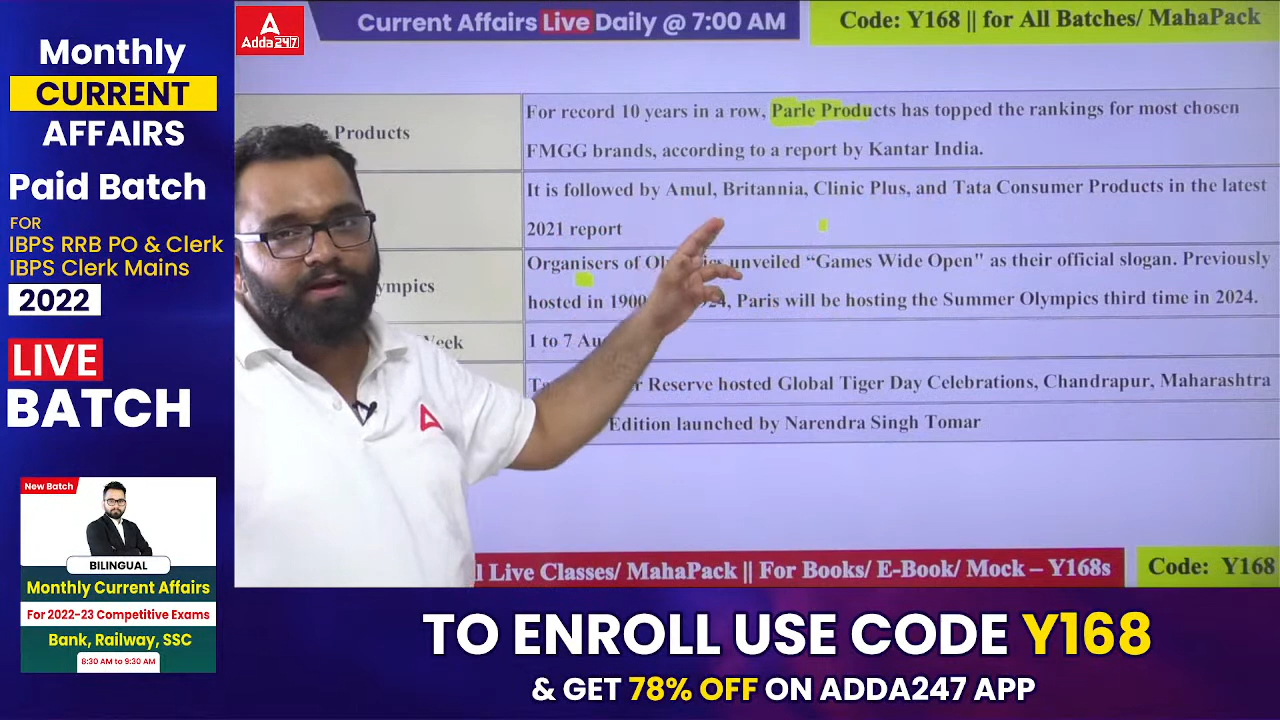 Monthly
CURRENT
AFFAIRS
Paid Batch
FOR
IBPS RRB PO & Clerk
IBPS Clerk Mains
2022
LIVE
BATCH
New Batch
BILINGUAL
Monthly Current Affairs
For 2022-23 Competitive Exams
Bank, Railway, SSC
8:30 AM to 9:30 AM
Adda247
Current Affairs Live Daily @ 7:00 AM
Code: Y168 || for All Batches/ MahaPack
Products
For record 10 years in a row, Parle Products has topped the rankings for most chosen
FMGG brands, according to a report by Kantar India.
It is followed by Amul, Britannia, Clinic Plus, and Tata Consumer Products in the latest
2021 report
Organisers of unveiled “Games Wide Open" as their official slogan. Previously
hosted in 1900 Paris will be hosting the Summer Olympics third time in 2024.
1 to 7
Reserve hosted Global Tiger Day Celebrations, Chandrapur, Maharashtra
Edition launched by Narendra Singh Tomar
Live Classes/ MahaPack || For Books/ E-Book/ Mock – Y168s
Code: Y168
TO ENROLL USE CODE Y168
& GET 78% OFF ON ADDA247 APP